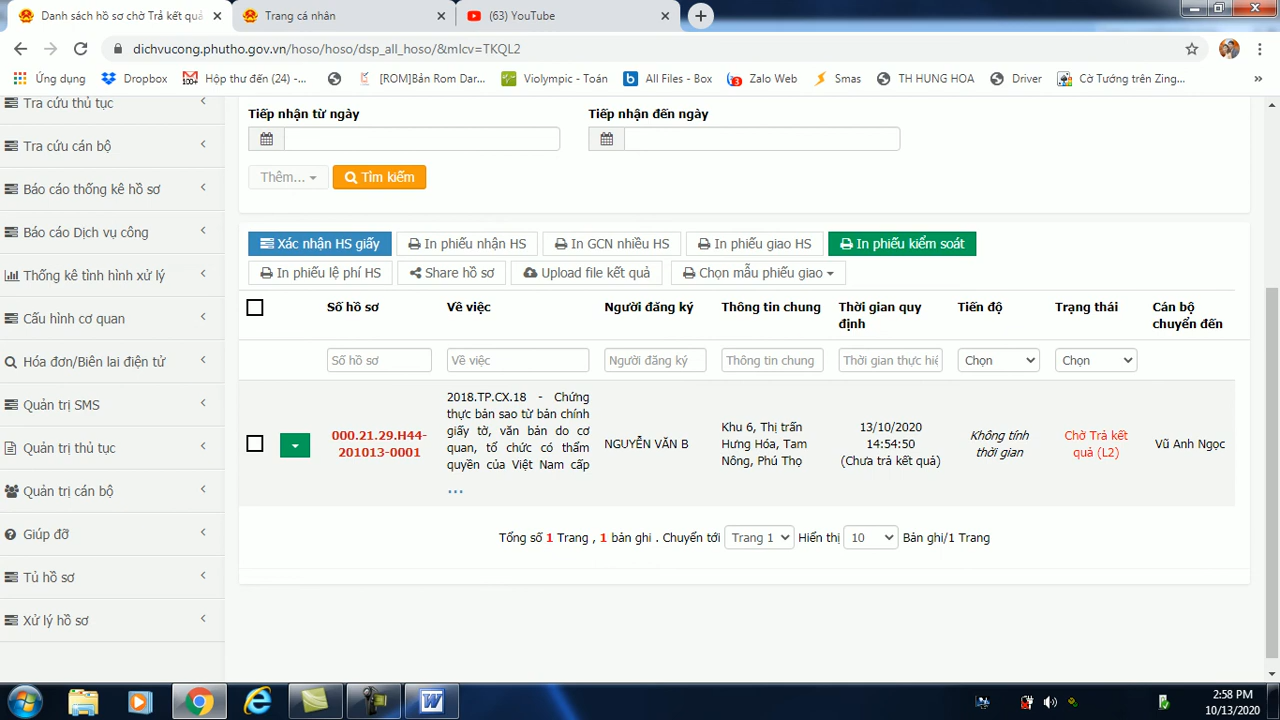 Danh sách hồ sơ chờ Trả kết quả
Trang cá nhân
(63) YouTube
dichvucong.phutho.gov.vn/hoso/hoso/dsp_all_hoso/&mlcv=TKQL2
Ứng dụng
Dropbox
Hộp thư đến (24) -...
[ROM]Bản Rom Dar...
Violympic - Toán
All Files - Box
Zalo Web
Smas
TH HUNG HOA
Driver
Cờ Tướng trên Zing...
»
Tra cứu thủ tục
Tra cứu cán bộ
Báo cáo thống kê hồ sơ
Báo cáo Dịch vụ công
Thống kê tình hình xử lý
Cấu hình cơ quan
Hóa đơn/Biên lai điện tử
Quản trị SMS
Quản trị thủ tục
Quản trị cán bộ
Giúp đỡ
Tủ hồ sơ
Xử lý hồ sơ
Tiếp nhận từ ngày
Tiếp nhận đến ngày
Thêm...
Tìm kiếm
Xác nhận HS giấy
In phiếu nhận HS
In GCN nhiều HS
In phiếu giao HS
In phiếu kiểm soát
In phiếu lệ phí HS
Share hồ sơ
Upload file kết quả
Chọn mẫu phiếu giao
Số hồ sơ
Về việc
Người đăng ký
Thông tin chung
Thời gian quy
định
Tiến độ
Trạng thái
Cán bộ
chuyển đến
Số hồ sơ
Về việc
Người đăng ký
Thông tin chung
Thời gian thực hiệ
Chọn
Chọn
000.21.29.H44-
201013-0001
2018.TP.CX.18 - Chứng
thực bản sao từ bản chính
giấy tờ, văn bản do cơ
quan, tổ chức có thẩm
quyền của Việt Nam cấp
...
NGUYỄN VĂN B
Khu 6, Thị trấn
Hưng Hóa, Tam
Nông, Phú Thọ
13/10/2020
14:54:50
(Chưa trả kết quả)
Không tính
thời gian
Chờ Trả kết
quả (L2)
Vũ Anh Ngọc
Tổng số 1 Trang , 1 bản ghi . Chuyển tới Trang 1 Hiển thị 10 Bản ghi/1 Trang
2:58 PM
10/13/2020